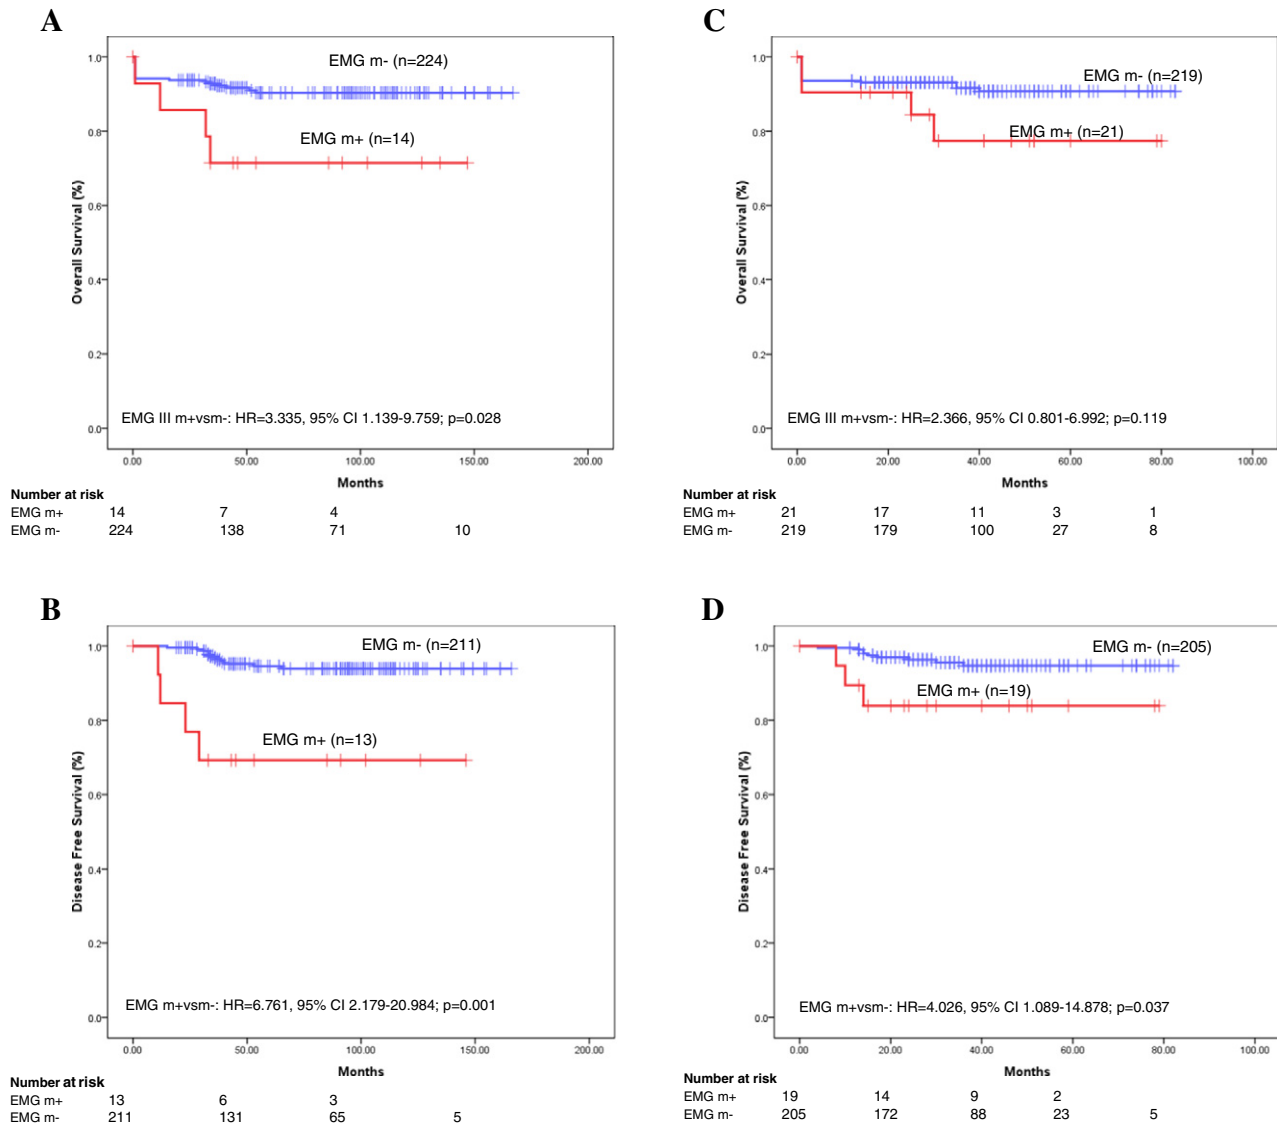 A
EMG m- (n=224)
EMG m+ (n=14)
1.0
0.8
0.6
0.4
0.2
0.0
Overall Survival (%)
EMG III m+vsm-: HR=3.335, 95% CI 1.139-9.759; p=0.028
0.00 50.00 100.00 150.00 200.00
Months
Number at risk
EMG m+ 14 7 4
EMG m- 224 138 71 10
C
EMG m- (n=219)
EMG m+ (n=21)
1.0
0.8
0.6
0.4
0.2
0.0
Overall Survival (%)
EMG III m+vsm-: HR=2.366, 95% CI 0.801-6.992; p=0.119
0.00 20.00 40.00 60.00 80.00 100.00
Months
Number at risk
EMG m+ 21 17 11 3 1
EMG m- 219 179 100 27 8
B
EMG m- (n=211)
EMG m+ (n=13)
1.0
0.8
0.6
0.4
0.2
0.0
Disease Free Survival (%)
EMG m+vsm-: HR=6.761, 95% CI 2.179-20.984; p=0.001
0.00 50.00 100.00 150.00 200.00
Months
Number at risk
EMG m+ 13 6 3
EMG m- 211 131 65 5
D
EMG m- (n=205)
EMG m+ (n=19)
1.0
0.8
0.6
0.4
0.2
0.0
Disease Free Survival (%)
EMG m+vsm-: HR=4.026, 95% CI 1.089-14.878; p=0.037
0.00 20.00 40.00 60.00 80.00 100.00
Months
Number at risk
EMG m+ 19 14 9 2
EMG m- 205 172 88 23 5